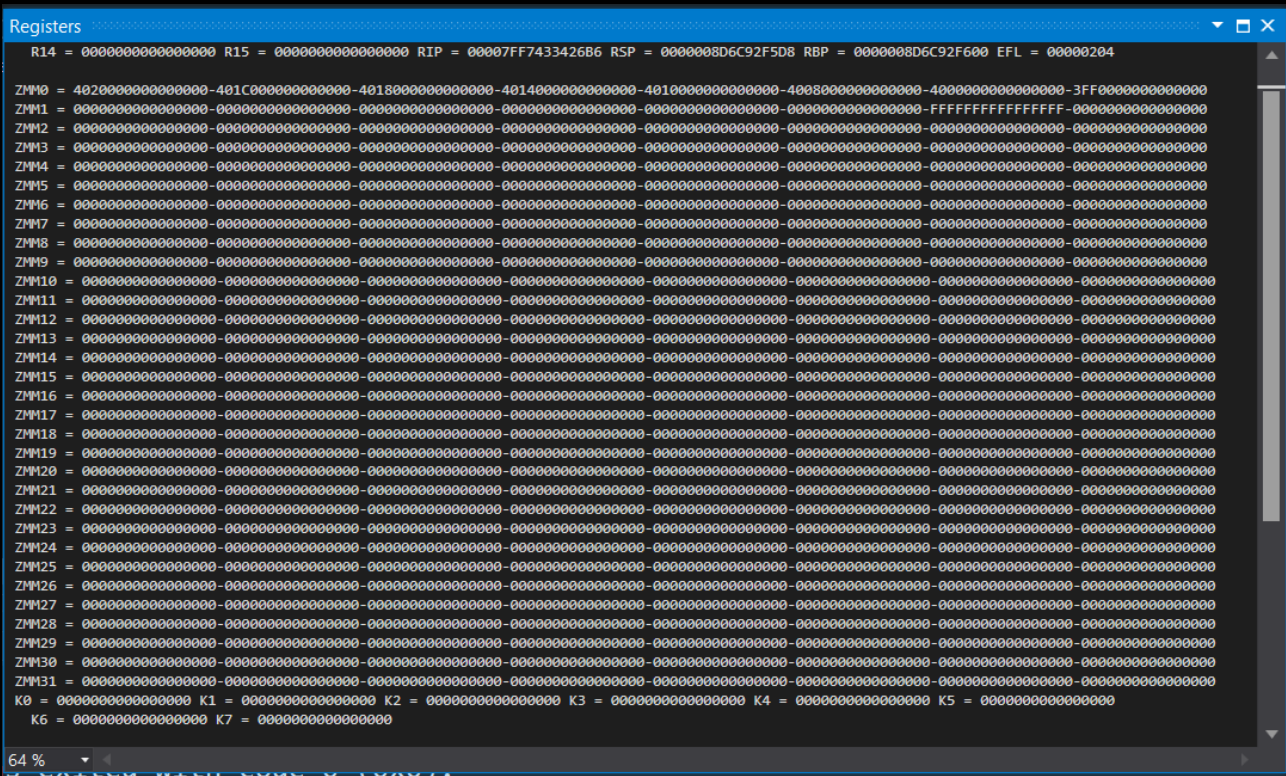 Registers
R14 = 0000000000000000 R15 = 0000000000000000 RIP = 00007FF7433426B6 RSP = 0000008D6C92F5D8 RBP = 0000008D6C92F600 EFL = 00000204
ZMM0 = 4020000000000000-401C000000000000-4018000000000000-4014000000000000-4010000000000000-4008000000000000-4000000000000000-3FF0000000000000
ZMM1 = 0000000000000000-0000000000000000-0000000000000000-0000000000000000-0000000000000000-0000000000000000-FFFFFFFFFFFFFFFF-0000000000000000
ZMM2 = 0000000000000000-0000000000000000-0000000000000000-0000000000000000-0000000000000000-0000000000000000-0000000000000000-0000000000000000
ZMM3 = 0000000000000000-0000000000000000-0000000000000000-0000000000000000-0000000000000000-0000000000000000-0000000000000000-0000000000000000
ZMM4 = 0000000000000000-0000000000000000-0000000000000000-0000000000000000-0000000000000000-0000000000000000-0000000000000000-0000000000000000
ZMM5 = 0000000000000000-0000000000000000-0000000000000000-0000000000000000-0000000000000000-0000000000000000-0000000000000000-0000000000000000
ZMM6 = 0000000000000000-0000000000000000-0000000000000000-0000000000000000-0000000000000000-0000000000000000-0000000000000000-0000000000000000
ZMM7 = 0000000000000000-0000000000000000-0000000000000000-0000000000000000-0000000000000000-0000000000000000-0000000000000000-0000000000000000
ZMM8 = 0000000000000000-0000000000000000-0000000000000000-0000000000000000-0000000000000000-0000000000000000-0000000000000000-0000000000000000
ZMM9 = 0000000000000000-0000000000000000-0000000000000000-0000000000000000-0000000000000000-0000000000000000-0000000000000000-0000000000000000
ZMM10 = 0000000000000000-0000000000000000-0000000000000000-0000000000000000-0000000000000000-0000000000000000-0000000000000000-0000000000000000
ZMM11 = 0000000000000000-0000000000000000-0000000000000000-0000000000000000-0000000000000000-0000000000000000-0000000000000000-0000000000000000
ZMM12 = 0000000000000000-0000000000000000-0000000000000000-0000000000000000-0000000000000000-0000000000000000-0000000000000000-0000000000000000
ZMM13 = 0000000000000000-0000000000000000-0000000000000000-0000000000000000-0000000000000000-0000000000000000-0000000000000000-0000000000000000
ZMM14 = 0000000000000000-0000000000000000-0000000000000000-0000000000000000-0000000000000000-0000000000000000-0000000000000000-0000000000000000
ZMM15 = 0000000000000000-0000000000000000-0000000000000000-0000000000000000-0000000000000000-0000000000000000-0000000000000000-0000000000000000
ZMM16 = 0000000000000000-0000000000000000-0000000000000000-0000000000000000-0000000000000000-0000000000000000-0000000000000000-0000000000000000
ZMM17 = 0000000000000000-0000000000000000-0000000000000000-0000000000000000-0000000000000000-0000000000000000-0000000000000000-0000000000000000
ZMM18 = 0000000000000000-0000000000000000-0000000000000000-0000000000000000-0000000000000000-0000000000000000-0000000000000000-0000000000000000
ZMM19 = 0000000000000000-0000000000000000-0000000000000000-0000000000000000-0000000000000000-0000000000000000-0000000000000000-0000000000000000
ZMM20 = 0000000000000000-0000000000000000-0000000000000000-0000000000000000-0000000000000000-0000000000000000-0000000000000000-0000000000000000
ZMM21 = 0000000000000000-0000000000000000-0000000000000000-0000000000000000-0000000000000000-0000000000000000-0000000000000000-0000000000000000
ZMM22 = 0000000000000000-0000000000000000-0000000000000000-0000000000000000-0000000000000000-0000000000000000-0000000000000000-0000000000000000
ZMM23 = 0000000000000000-0000000000000000-0000000000000000-0000000000000000-0000000000000000-0000000000000000-0000000000000000-0000000000000000
ZMM24 = 0000000000000000-0000000000000000-0000000000000000-0000000000000000-0000000000000000-0000000000000000-0000000000000000-0000000000000000
ZMM25 = 0000000000000000-0000000000000000-0000000000000000-0000000000000000-0000000000000000-0000000000000000-0000000000000000-0000000000000000
ZMM26 = 0000000000000000-0000000000000000-0000000000000000-0000000000000000-0000000000000000-0000000000000000-0000000000000000-0000000000000000
ZMM27 = 0000000000000000-0000000000000000-0000000000000000-0000000000000000-0000000000000000-0000000000000000-0000000000000000-0000000000000000
ZMM28 = 0000000000000000-0000000000000000-0000000000000000-0000000000000000-0000000000000000-0000000000000000-0000000000000000-0000000000000000
ZMM29 = 0000000000000000-0000000000000000-0000000000000000-0000000000000000-0000000000000000-0000000000000000-0000000000000000-0000000000000000
ZMM30 = 0000000000000000-0000000000000000-0000000000000000-0000000000000000-0000000000000000-0000000000000000-0000000000000000-0000000000000000
ZMM31 = 0000000000000000-0000000000000000-0000000000000000-0000000000000000-0000000000000000-0000000000000000-0000000000000000-0000000000000000
K0 = 0000000000000000 K1 = 0000000000000000 K2 = 0000000000000000 K3 = 0000000000000000 K4 = 0000000000000000 K5 = 0000000000000000
K6 = 0000000000000000 K7 = 0000000000000000
64 %